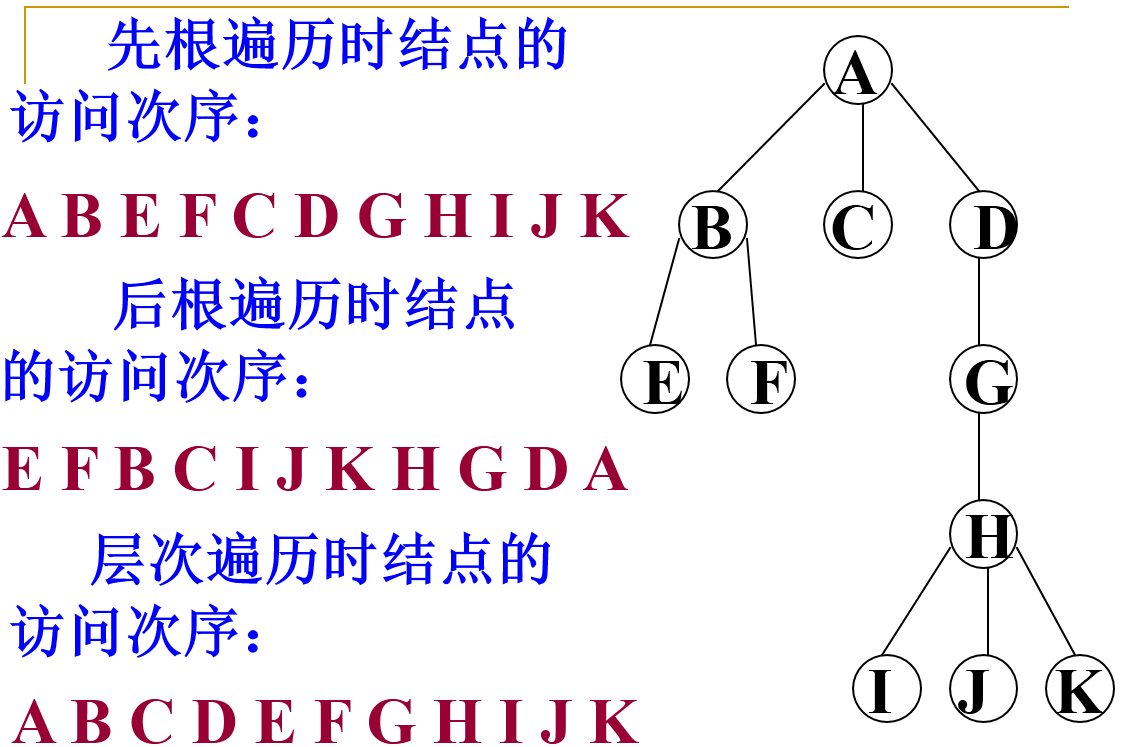 先根遍历时结点的
访问次序：
A B E F C D G H I J K
后根遍历时结点
的访问次序：
E F B C I J K H G D A
层次遍历时结点的
访问次序：
A B C D E F G H I J K
A
B C D
E F G
H
I J K